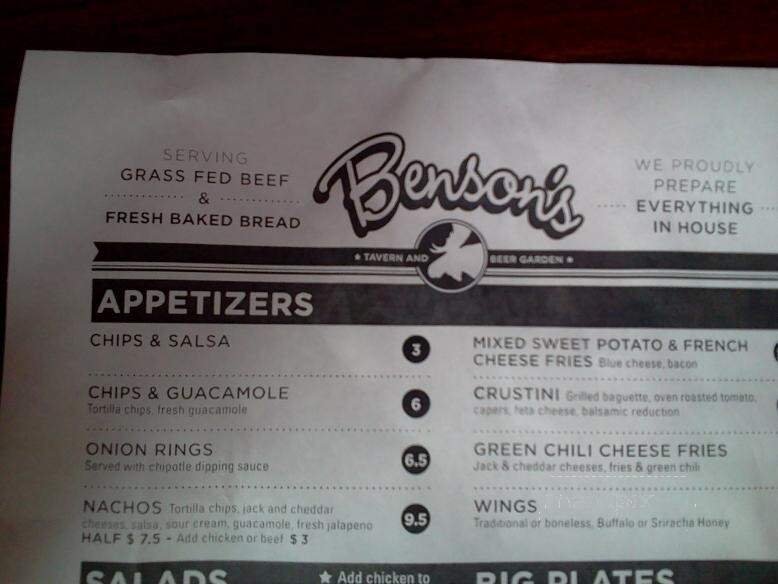 SERVING
GRASS FED BEEF
&
FRESH BAKED BREAD
Benson's
WE PROUDLY
PREPARE
EVERYTHING
IN HOUSE
★ TAVERN AND BEER GARDEN ★
APPETIZERS
CHIPS & SALSA 3
CHIPS & GUACAMOLE 6
Tortilla chips, fresh guacamole
ONION RINGS 6.5
Served with chipotle dipping sauce
NACHOS Tortilla chips, jack and cheddar 9.5
cheeses, salsa, sour cream, guacamole, fresh jalapeno
HALF $ 7.5 - Add chicken or beef $ 3
MIXED SWEET POTATO & FRENCH
CHEESE FRIES Blue cheese, bacon
CRUSTINI Grilled baguette, oven roasted tomato,
capers, feta cheese, balsamic reduction
GREEN CHILI CHEESE FRIES
Jack & cheddar cheeses, fries & green chili
WINGS
Traditional or boneless, Buffalo or Sriracha Honey
SALADS ★ Add chicken to
BIG PLATES